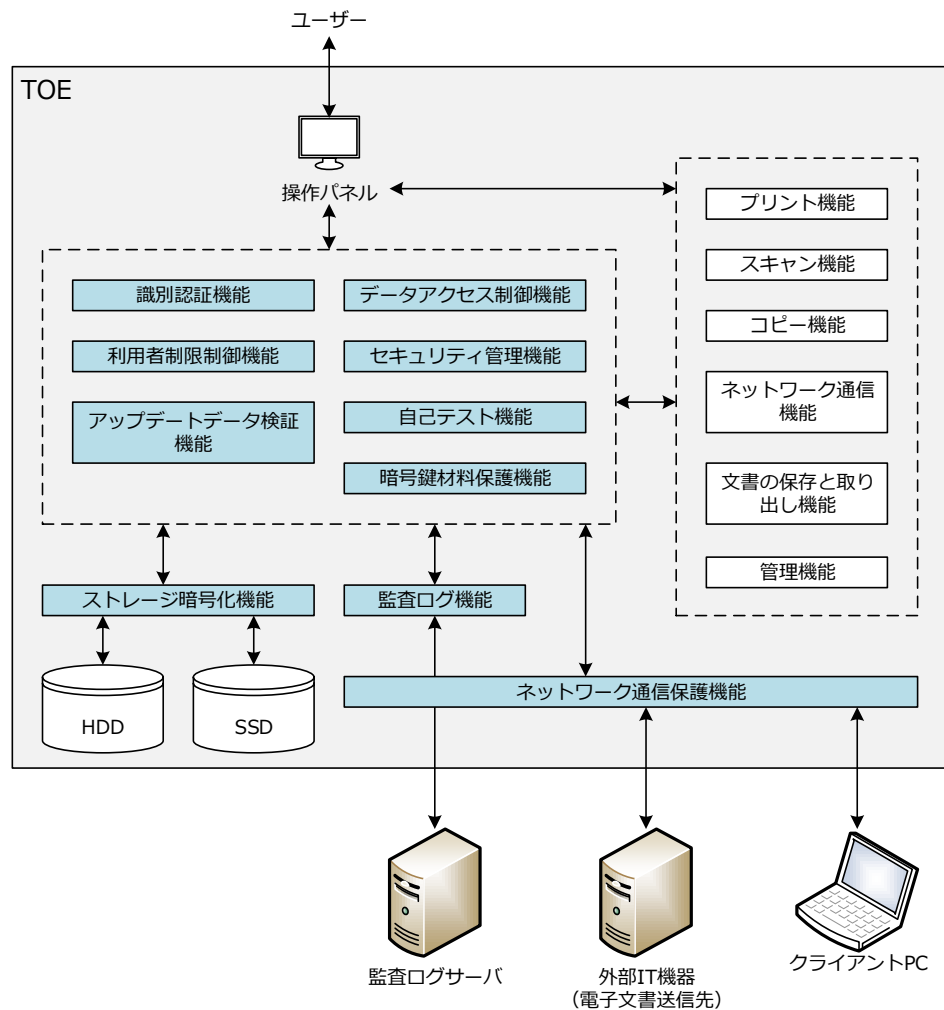 ユーザー
TOE
操作パネル
識別認証機能
利用者制限制御機能
アップデートデータ検証
機能
データアクセス制御機能
セキュリティ管理機能
自己テスト機能
暗号鍵材料保護機能
プリント機能
スキャン機能
コピー機能
ネットワーク通信
機能
文書の保存と取り
出し機能
管理機能
ストレージ暗号化機能
監査ログ機能
HDD
SSD
ネットワーク通信保護機能
監査ログサーバ
外部IT機器
（電子文書送信先）
クライアントPC